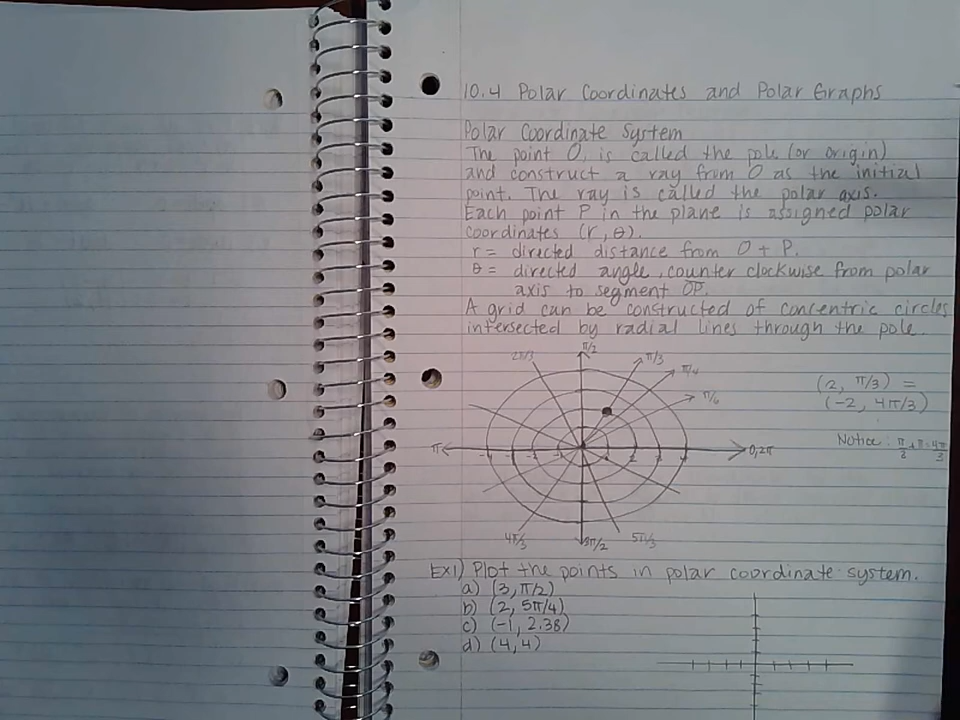 10.4 Polar Coordinates and Polar Graphs
Polar Coordinate System
The point O, is called the pole (or origin)
and construct a ray from O as the initial
point. The ray is called the polar axis.
Each point P in the plane is assigned polar
coordinates (r, θ).
r = directed distance from O + P.
θ = directed angle, counter clockwise from polar
axis to segment O̅P̅.
A grid can be constructed of concentric circles
intersected by radial lines through the pole.
2π/3
π/2
π/3
π/4
π/6
π
0,2π
4π/3
3π/2
5π/3
(2, π/3) =
(-2, 4π/3)
Notice: π/2 + π = 4π/3
EX1) Plot the points in polar coordinate system.
a) (3, π/2)
b) (2, 5π/4)
c) (-1, 2.38)
d) (4,4)